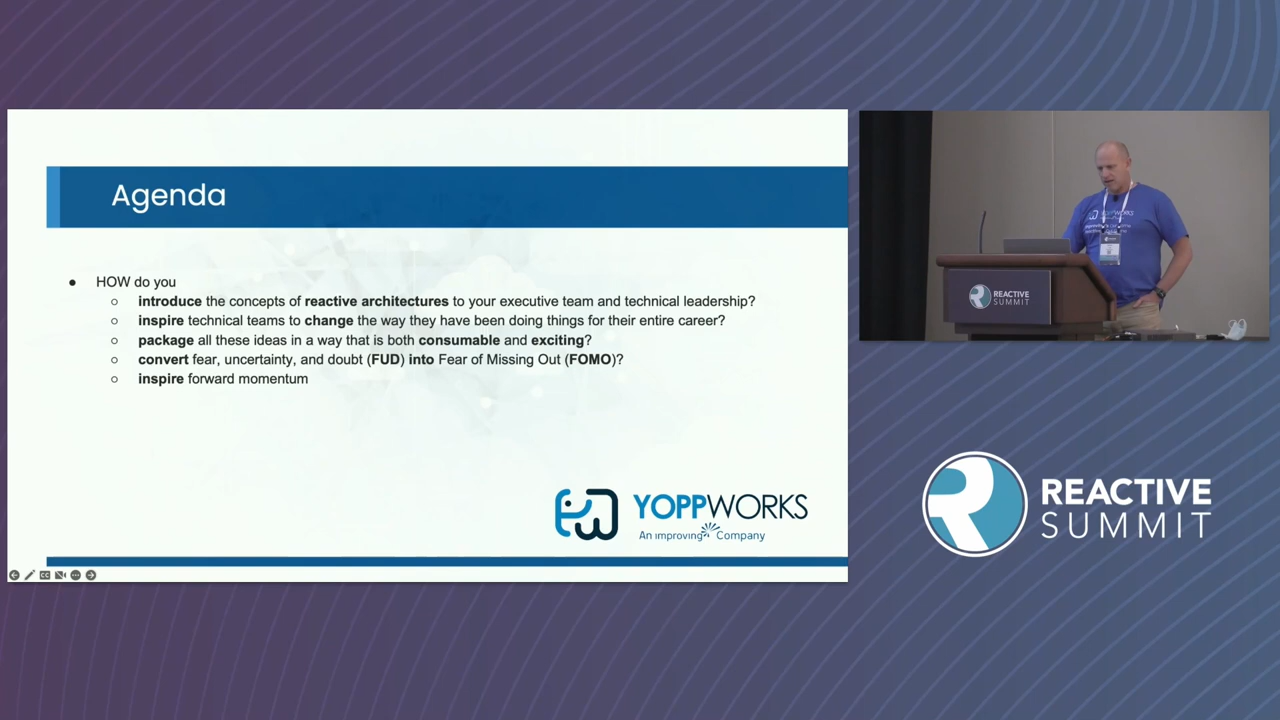 Agenda
● HOW do you
○ introduce the concepts of reactive architectures to your executive team and technical leadership?
○ inspire technical teams to change the way they have been doing things for their entire career?
○ package all these ideas in a way that is both consumable and exciting?
○ convert fear, uncertainty, and doubt (FUD) into Fear of Missing Out (FOMO)?
○ inspire forward momentum
YOPPWORKS
An improving Company
YOPPWORKS
REACTIVE
SUMMIT
REACTIVE
SUMMIT